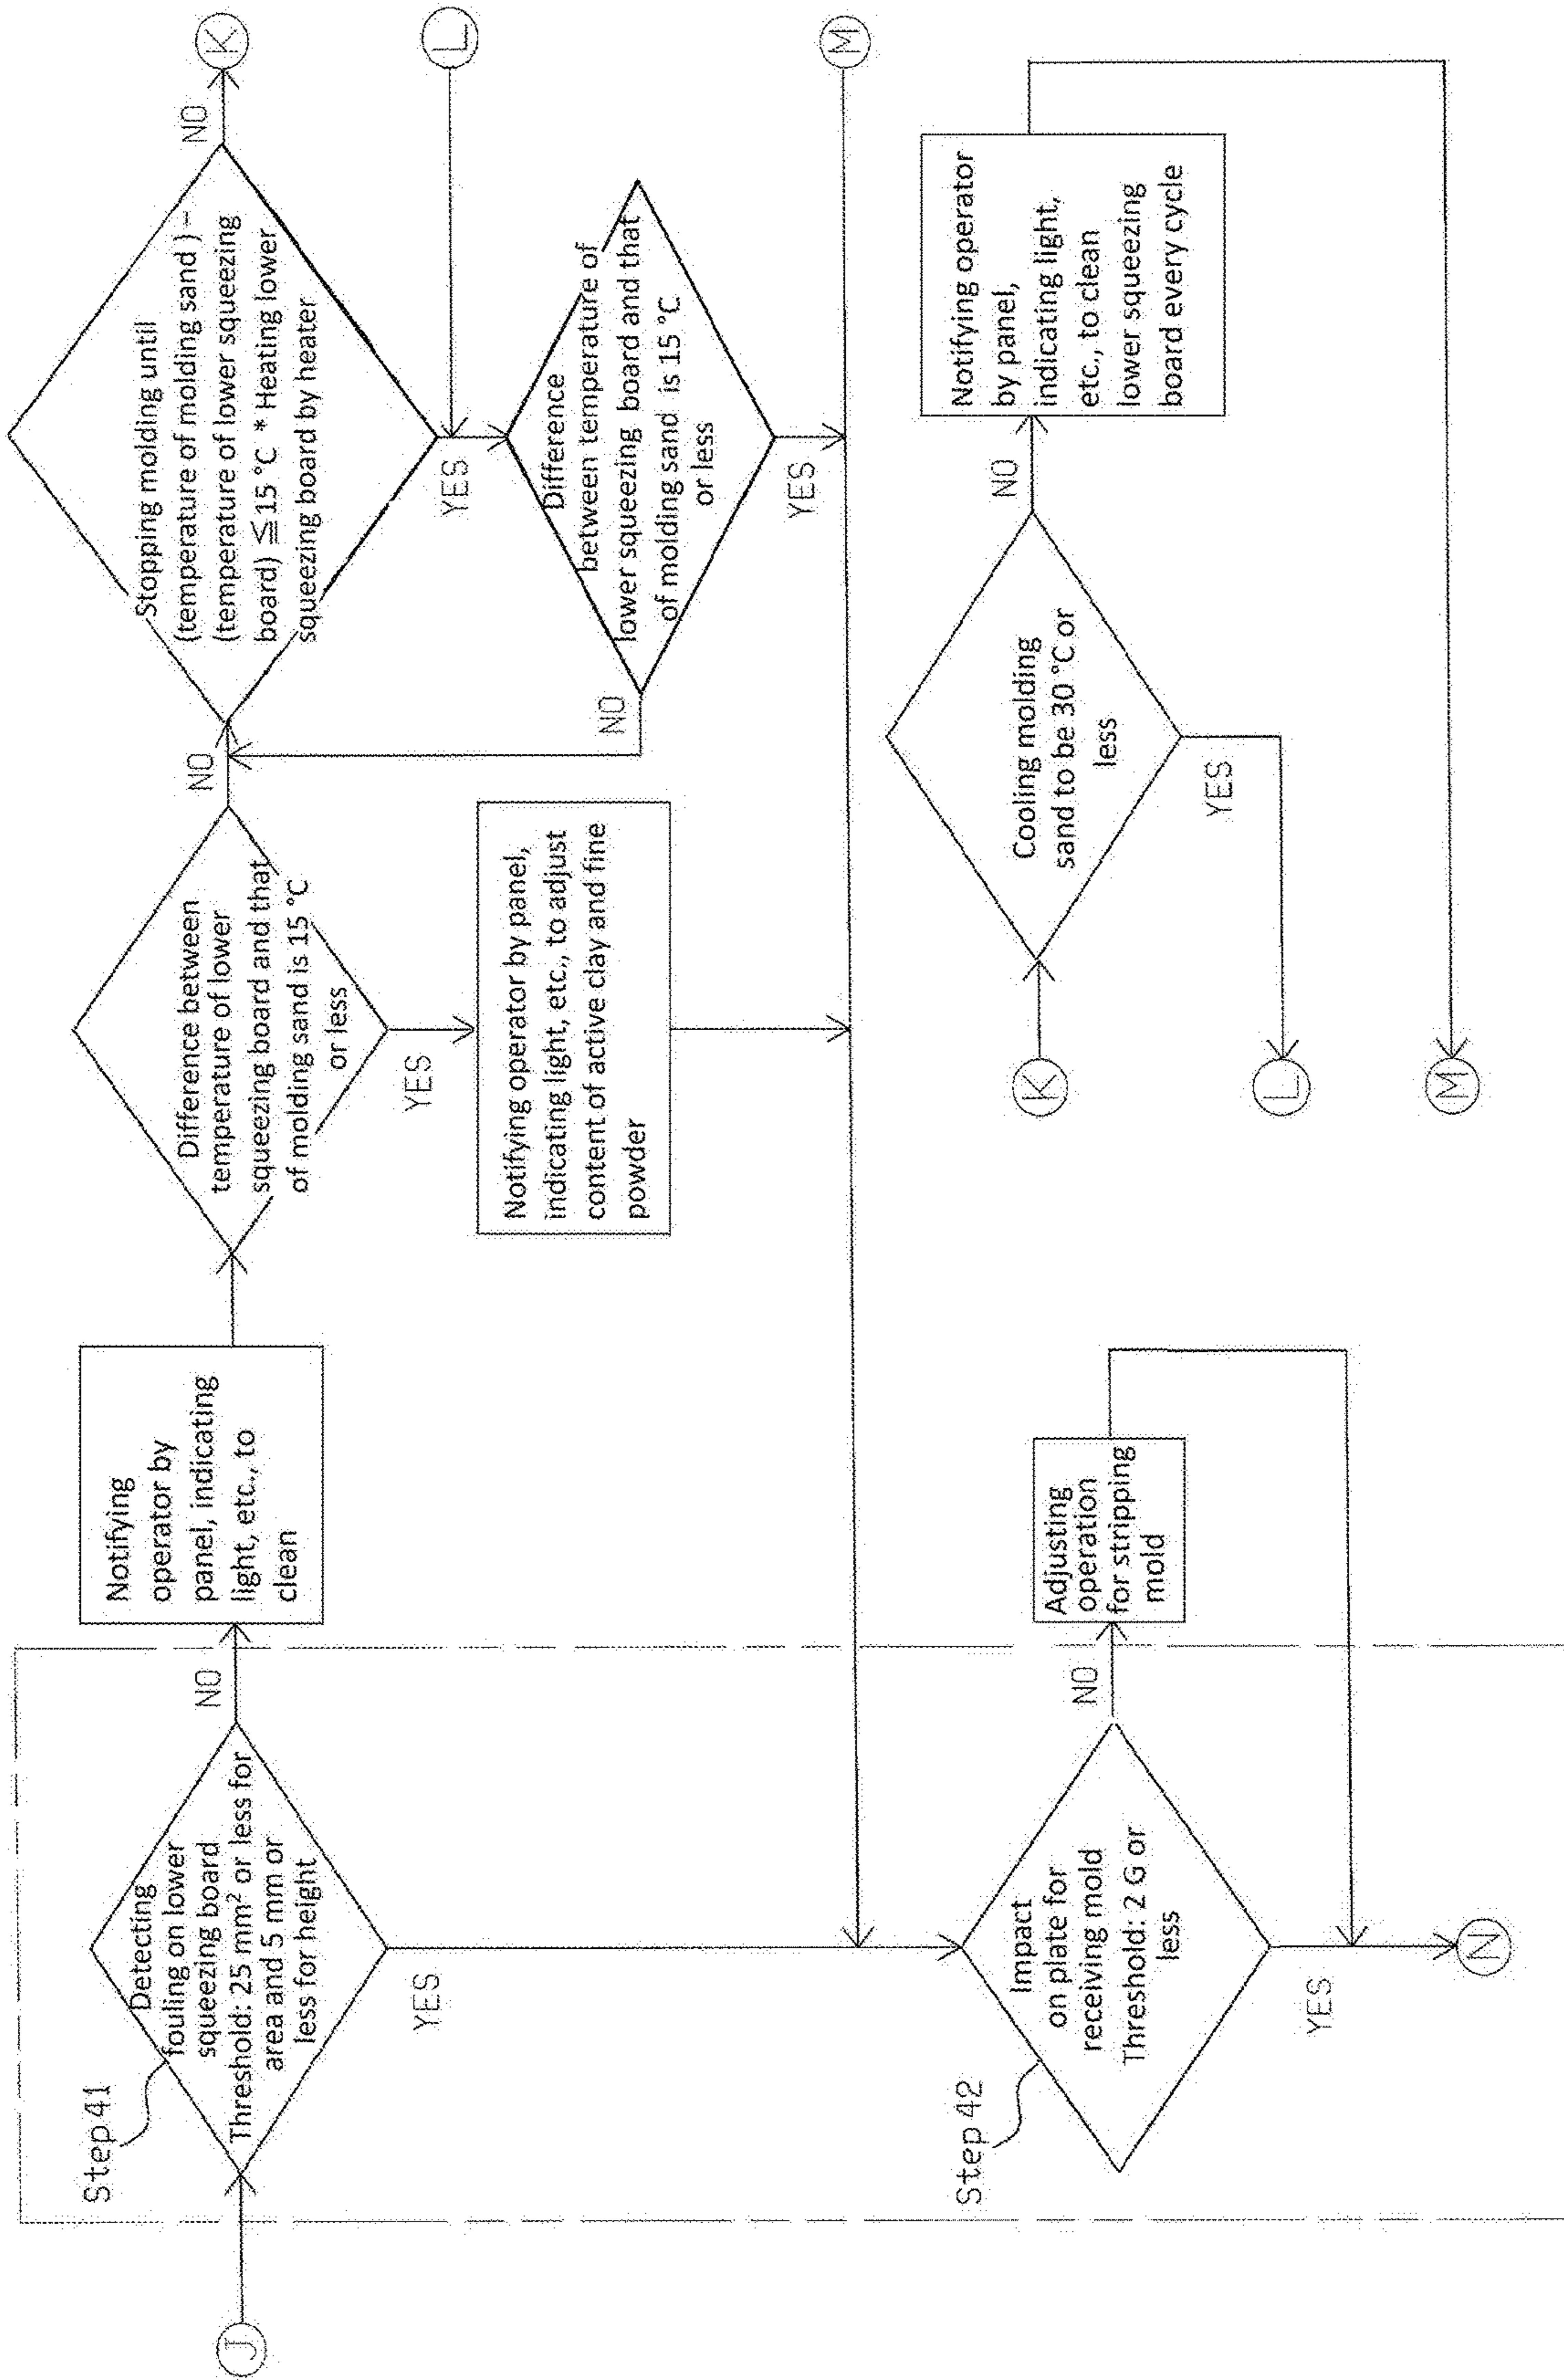 J
Step 41
Detecting
fouling on lower
squeezing board
Threshold: 25 mm² or less for
area and 5 mm or
less for height
NO
YES
Notifying
operator by
panel, indicating
light, etc., to
clean
Difference between
temperature of lower
squeezing board and that
of molding sand is 15 °C
or less
NO
YES
Notifying operator by panel,
indicating light, etc., to adjust
content of active clay and fine
powder
Stopping molding until
(temperature of molding sand ) –
(temperature of lower squeezing
board) ≦15 °C * Heating lower
squeezing board by heater
NO
K
YES
L
Difference
between temperature of
lower squeezing board and that
of molding sand is 15 °C
or less
NO
YES
M
Step 42
Impact
on plate for
receiving mold
Threshold: 2 G or
less
NO
YES
Adjusting
operation
for stripping
mold
N
K
Cooling molding
sand to be 30 °C or
less
NO
YES
Notifying operator
by panel,
indicating light,
etc., to clean
lower squeezing
board every cycle
L
M